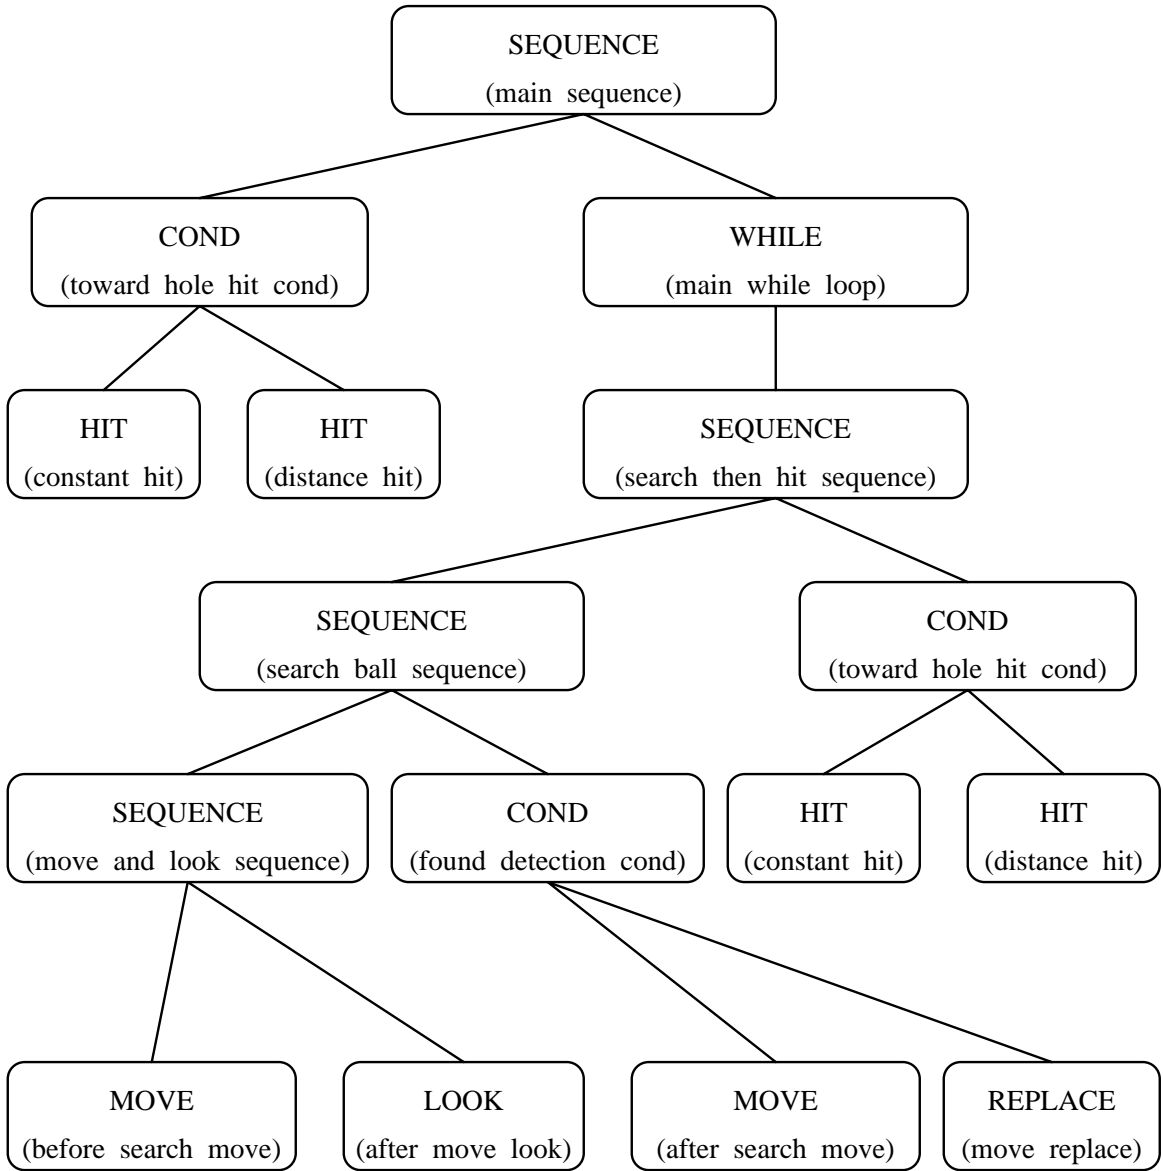 SEQUENCE
(main sequence)
COND
(toward hole hit cond)
WHILE
(main while loop)
HIT
(constant hit)
HIT
(distance hit)
SEQUENCE
(search then hit sequence)
SEQUENCE
(search ball sequence)
COND
(toward hole hit cond)
SEQUENCE
(move and look sequence)
COND
(found detection cond)
HIT
(constant hit)
HIT
(distance hit)
MOVE
(before search move)
LOOK
(after move look)
MOVE
(after search move)
REPLACE
(move replace)